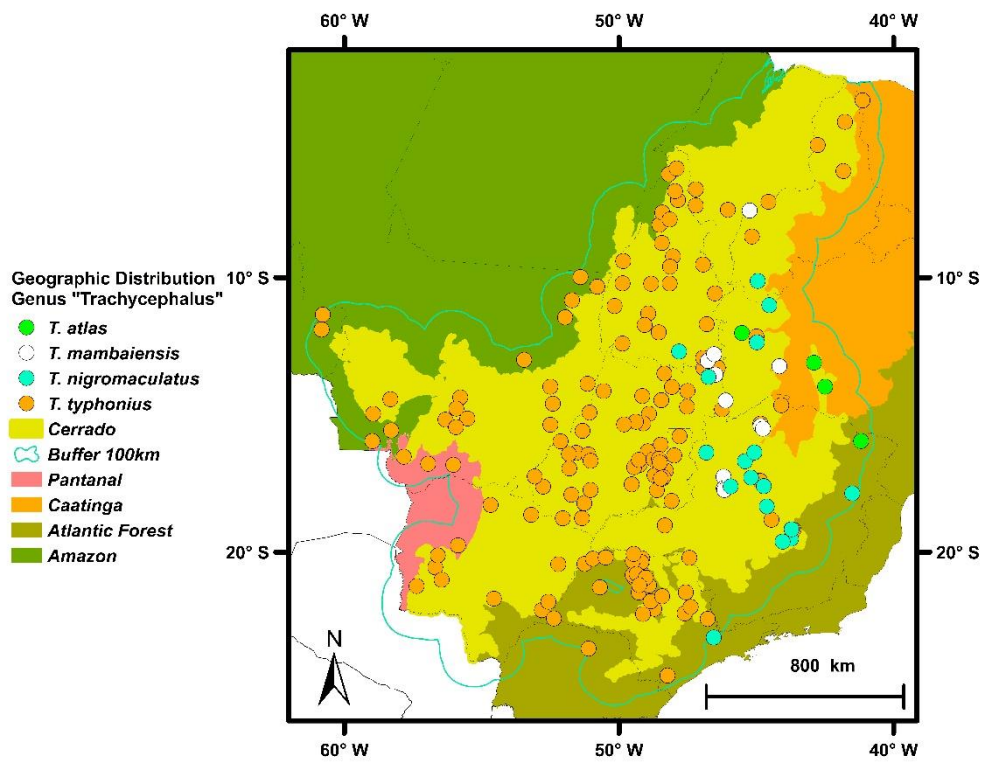 60° W 50° W 40° W
Geographic Distribution
Genus "Trachycephalus"
T. atlas
T. mambaiensis
T. nigromaculatus
T. typhonius
Cerrado
Buffer 100km
Pantanal
Caatinga
Atlantic Forest
Amazon
10° S 10° S
20° S 20° S
N
800 km
60° W 50° W 40° W